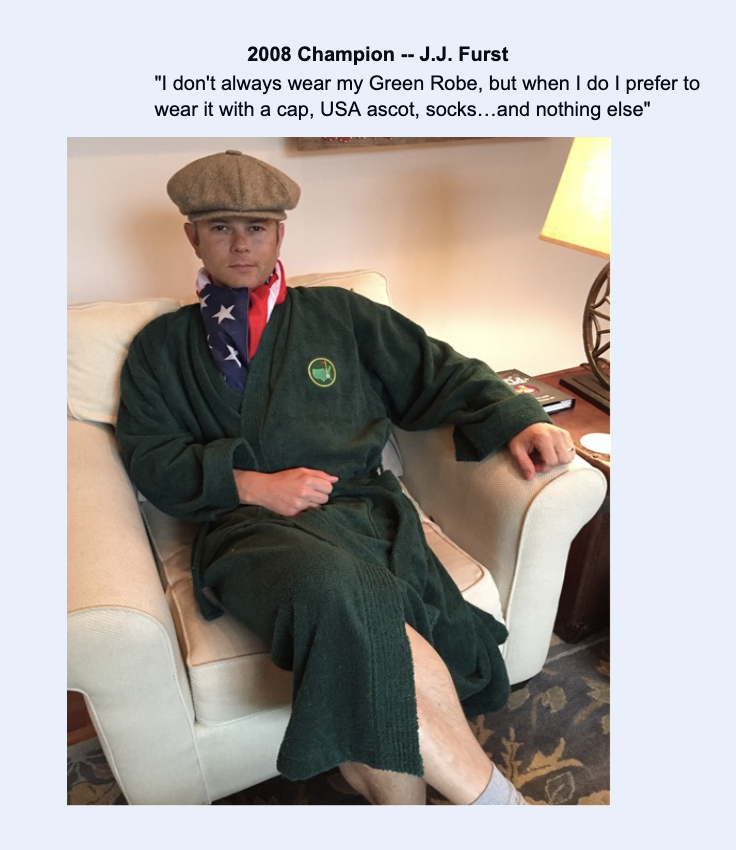 2008 Champion -- J.J. Furst
"I don't always wear my Green Robe, but when I do I prefer to
wear it with a cap, USA ascot, socks…and nothing else"